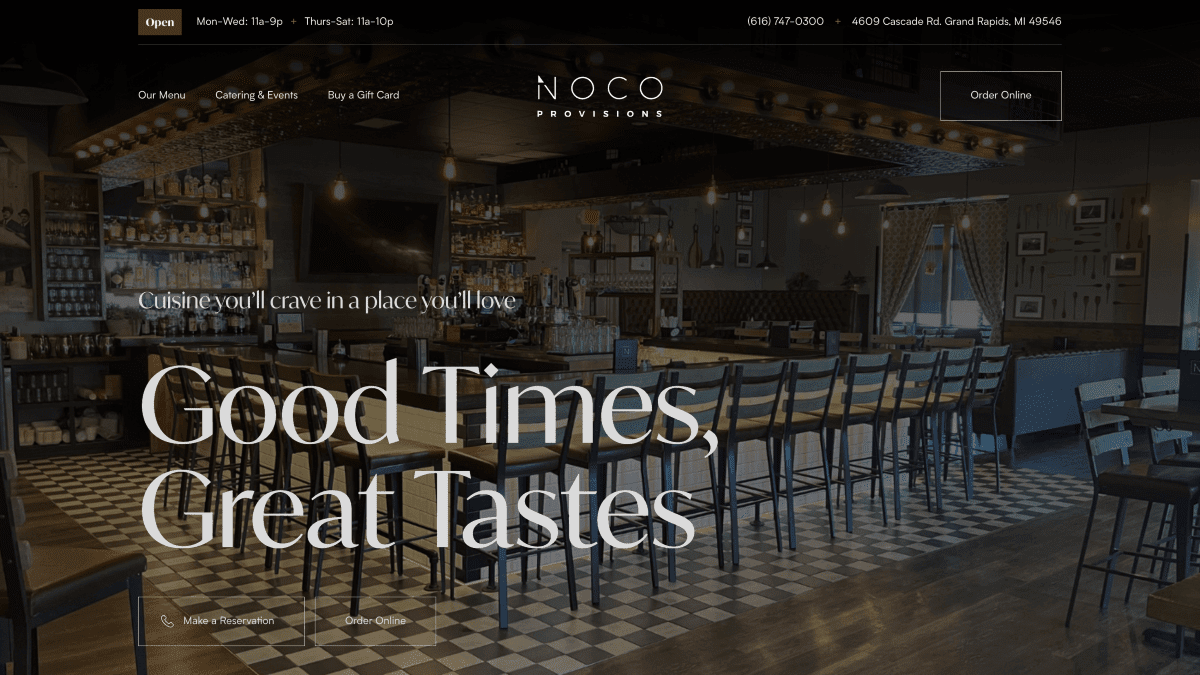 Open Mon-Wed: 11a-9p + Thurs-Sat: 11a-10p (616) 747-0300 + 4609 Cascade Rd. Grand Rapids, MI 49546
Our Menu Catering & Events Buy a Gift Card
NOCO
PROVISIONS
Order Online
Cuisine you'll crave in a place you'll love
Good Times,
Great Tastes
Make a Reservation Order Online